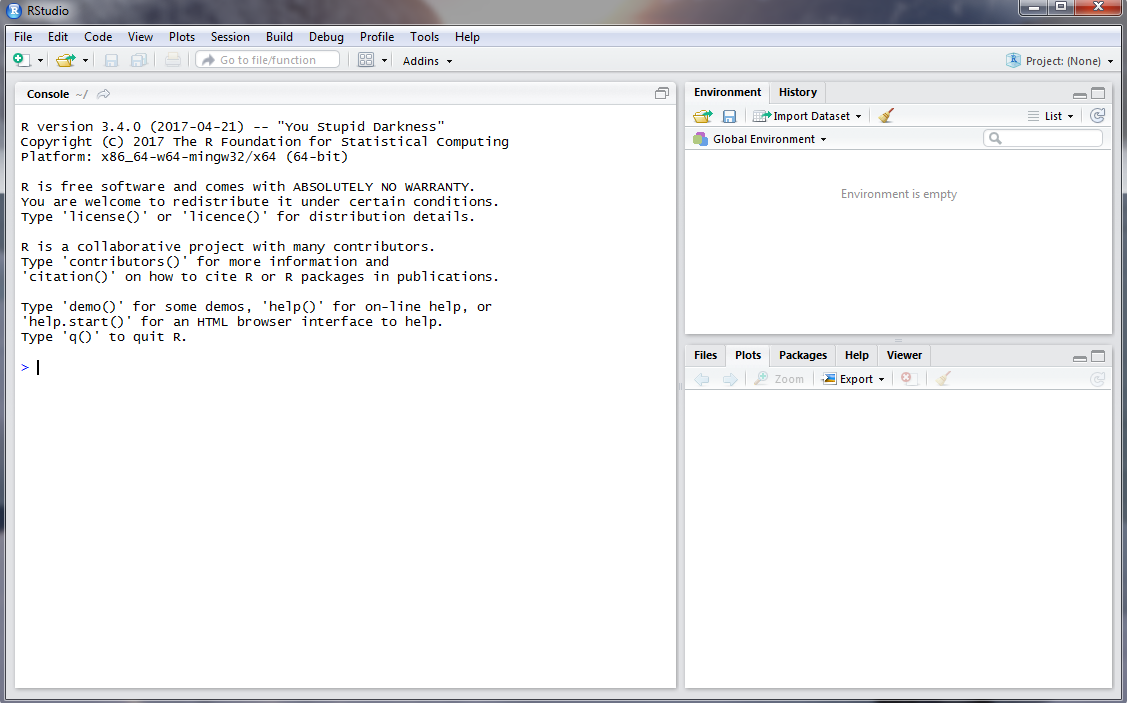 RStudio
File Edit Code View Plots Session Build Debug Profile Tools Help
Go to file/function Addins Project: (None)
Console ~/
R version 3.4.0 (2017-04-21) -- "You Stupid Darkness"
Copyright (C) 2017 The R Foundation for Statistical Computing
Platform: x86_64-w64-mingw32/x64 (64-bit)
R is free software and comes with ABSOLUTELY NO WARRANTY.
You are welcome to redistribute it under certain conditions.
Type 'license()' or 'licence()' for distribution details.
R is a collaborative project with many contributors.
Type 'contributors()' for more information and
'citation()' on how to cite R or R packages in publications.
Type 'demo()' for some demos, 'help()' for on-line help, or
'help.start()' for an HTML browser interface to help.
Type 'q()' to quit R.
>
Environment History
Import Dataset List
Global Environment
Environment is empty
Files Plots Packages Help Viewer
Zoom Export